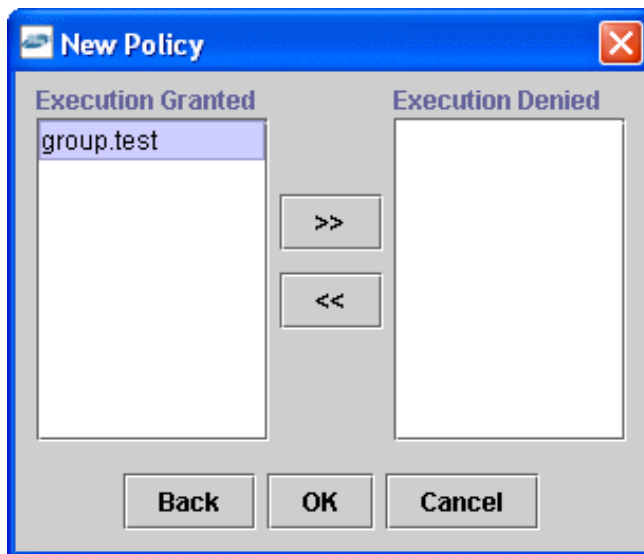 New Policy
Execution Granted
Execution Denied
group.test
>>
<<
Back
OK
Cancel